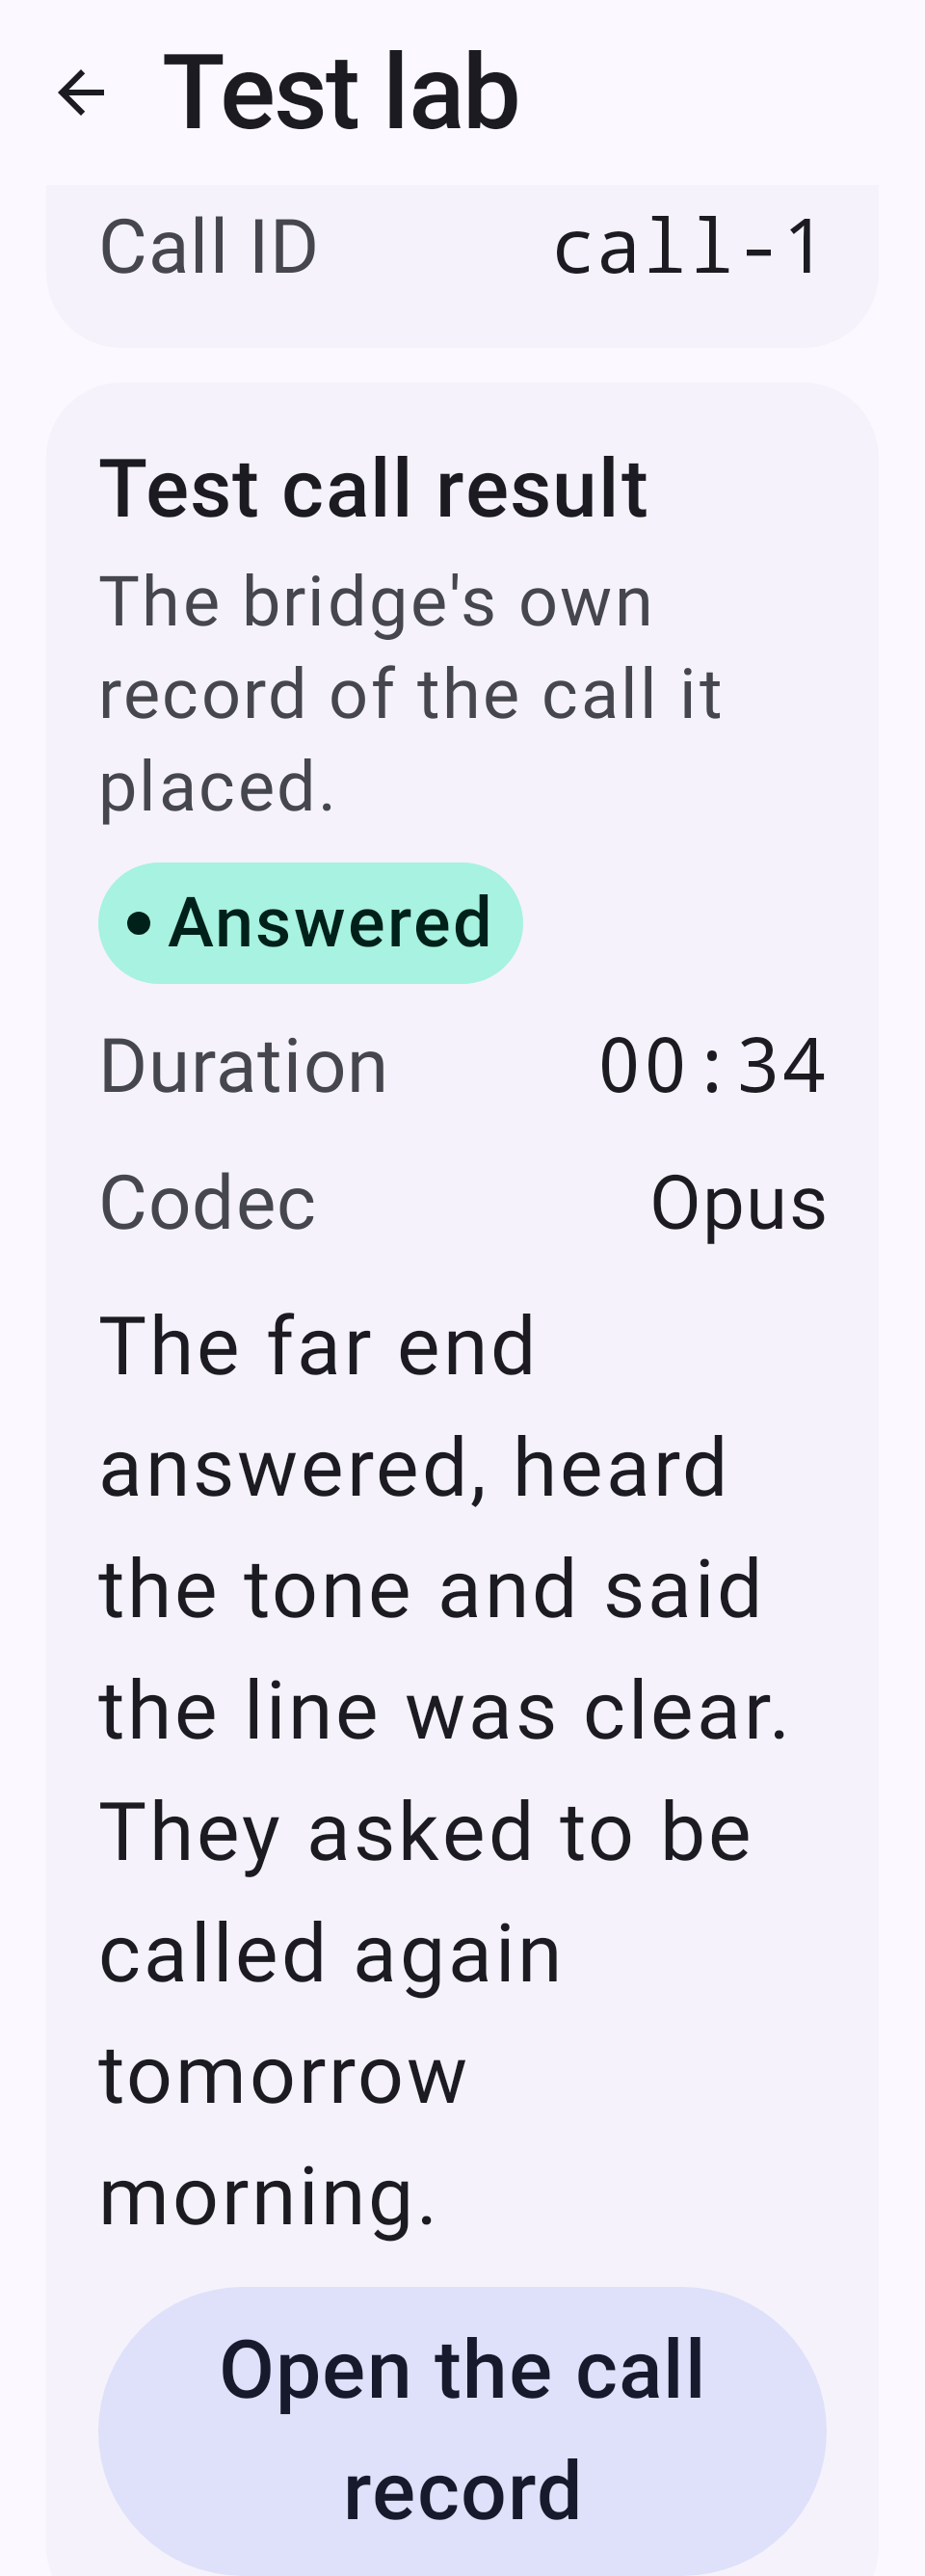 Test lab
Call ID call-1
Test call result
The bridge's own
record of the call it
placed.
Answered
Duration 00:34
Codec Opus
The far end
answered, heard
the tone and said
the line was clear.
They asked to be
called again
tomorrow
morning.
Open the call
record